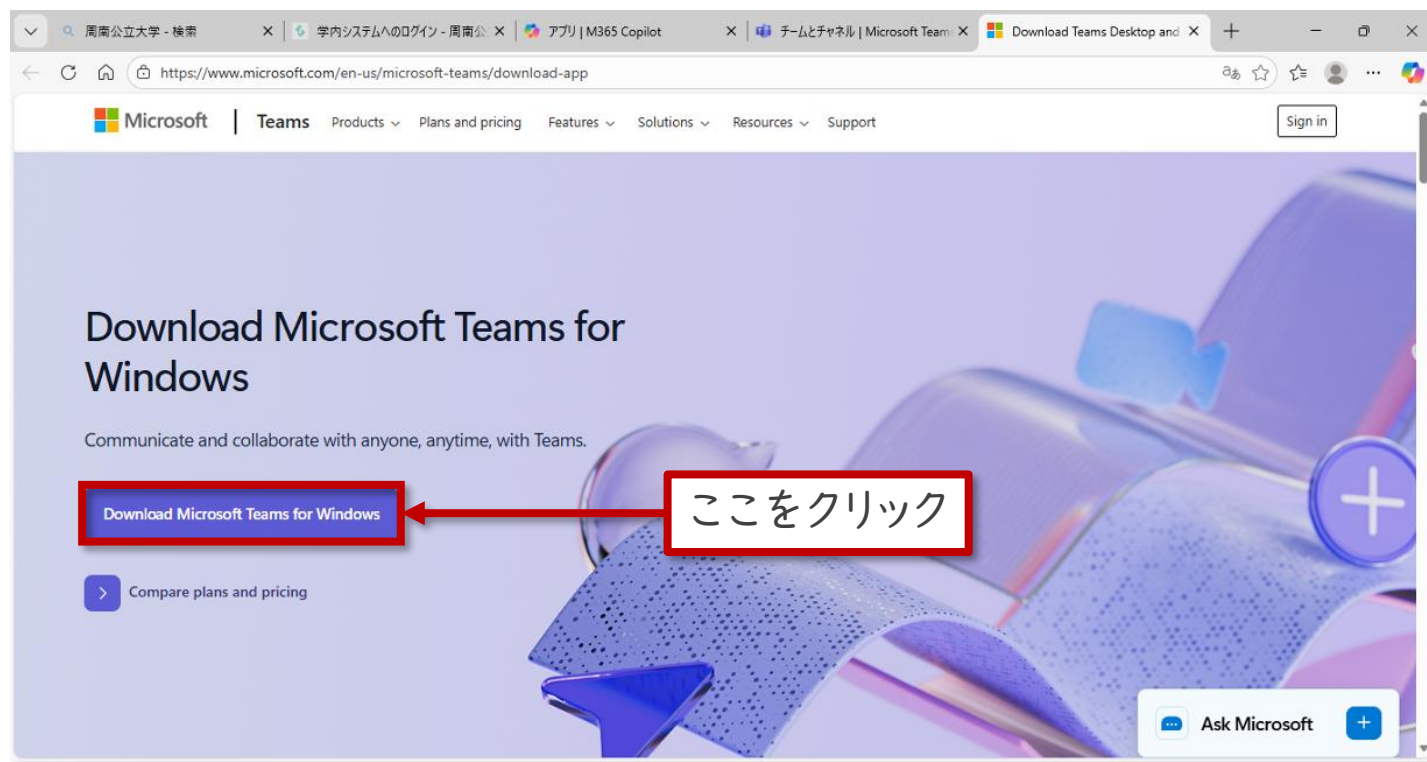 周南公立大学 - 検索
学内システムへのログイン - 周南公
アプリ | M365 Copilot
チームとチャネル | Microsoft Teams
Download Teams Desktop and
https://www.microsoft.com/en-us/microsoft-teams/download-app
Microsoft
Teams
Products
Plans and pricing
Features
Solutions
Resources
Support
Sign in
Download Microsoft Teams for
Windows
Communicate and collaborate with anyone, anytime, with Teams.
Download Microsoft Teams for Windows
ここをクリック
Compare plans and pricing
Ask Microsoft